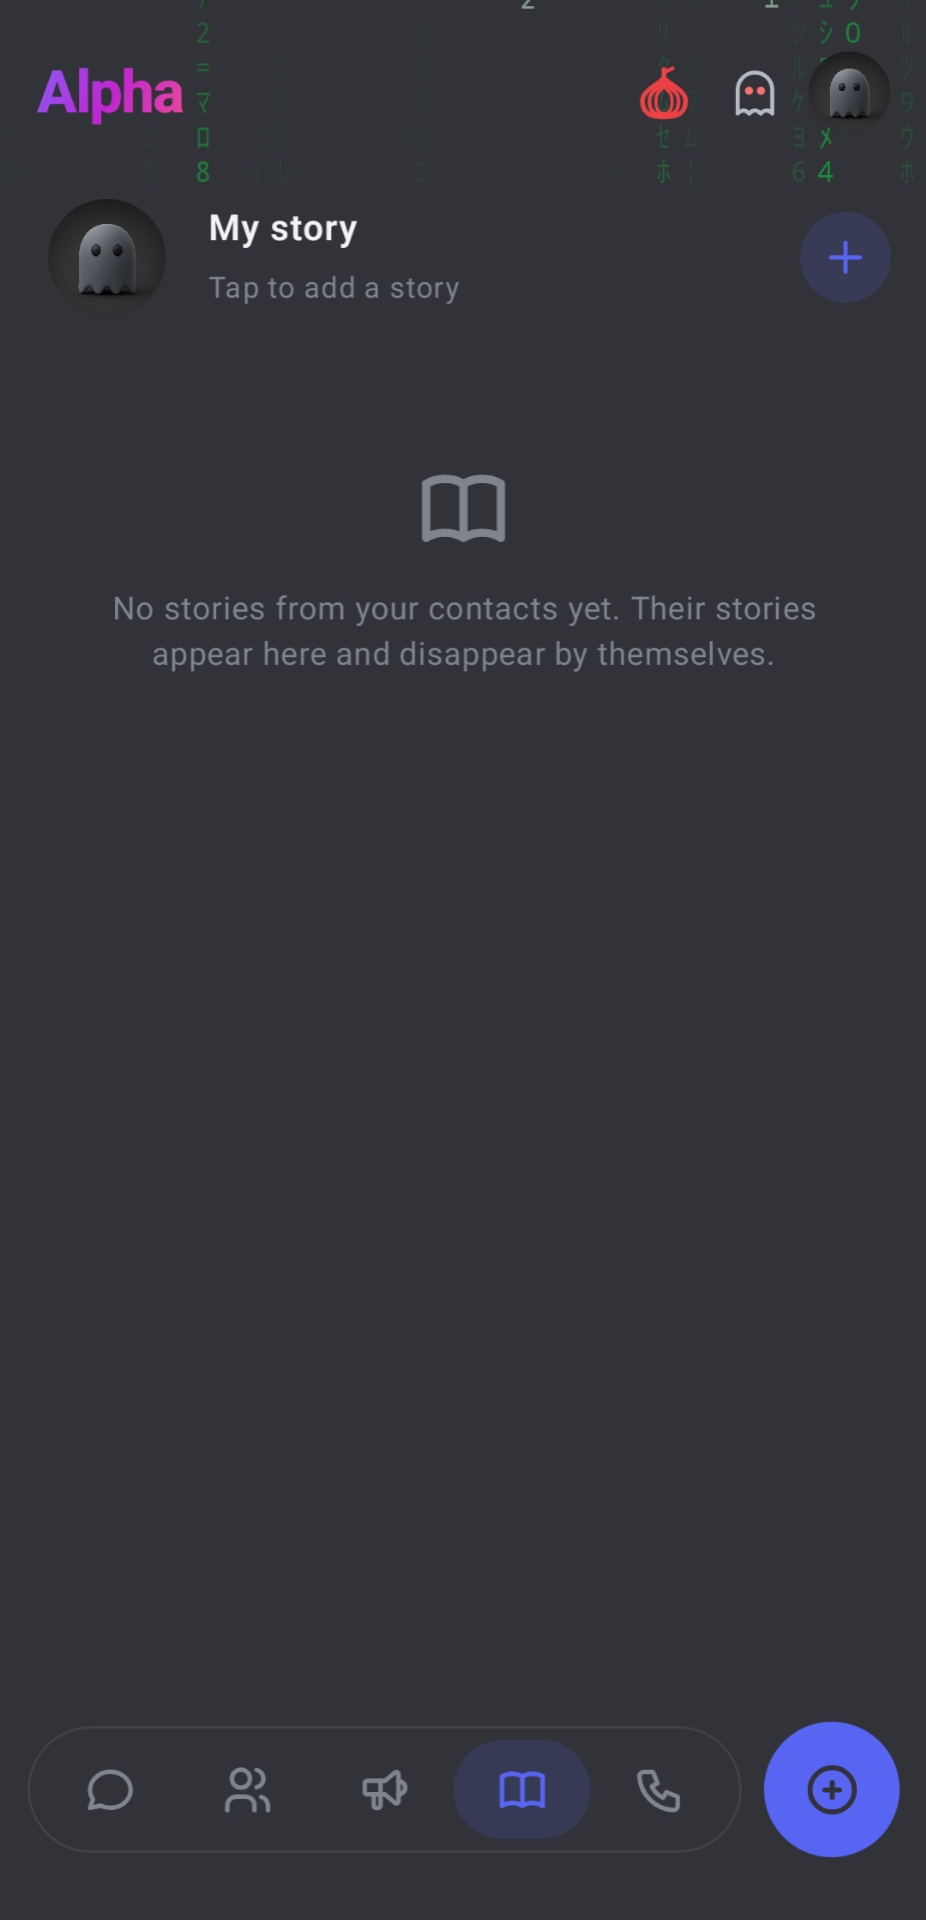 Alpha
My story
Tap to add a story
No stories from your contacts yet. Their stories
appear here and disappear by themselves.